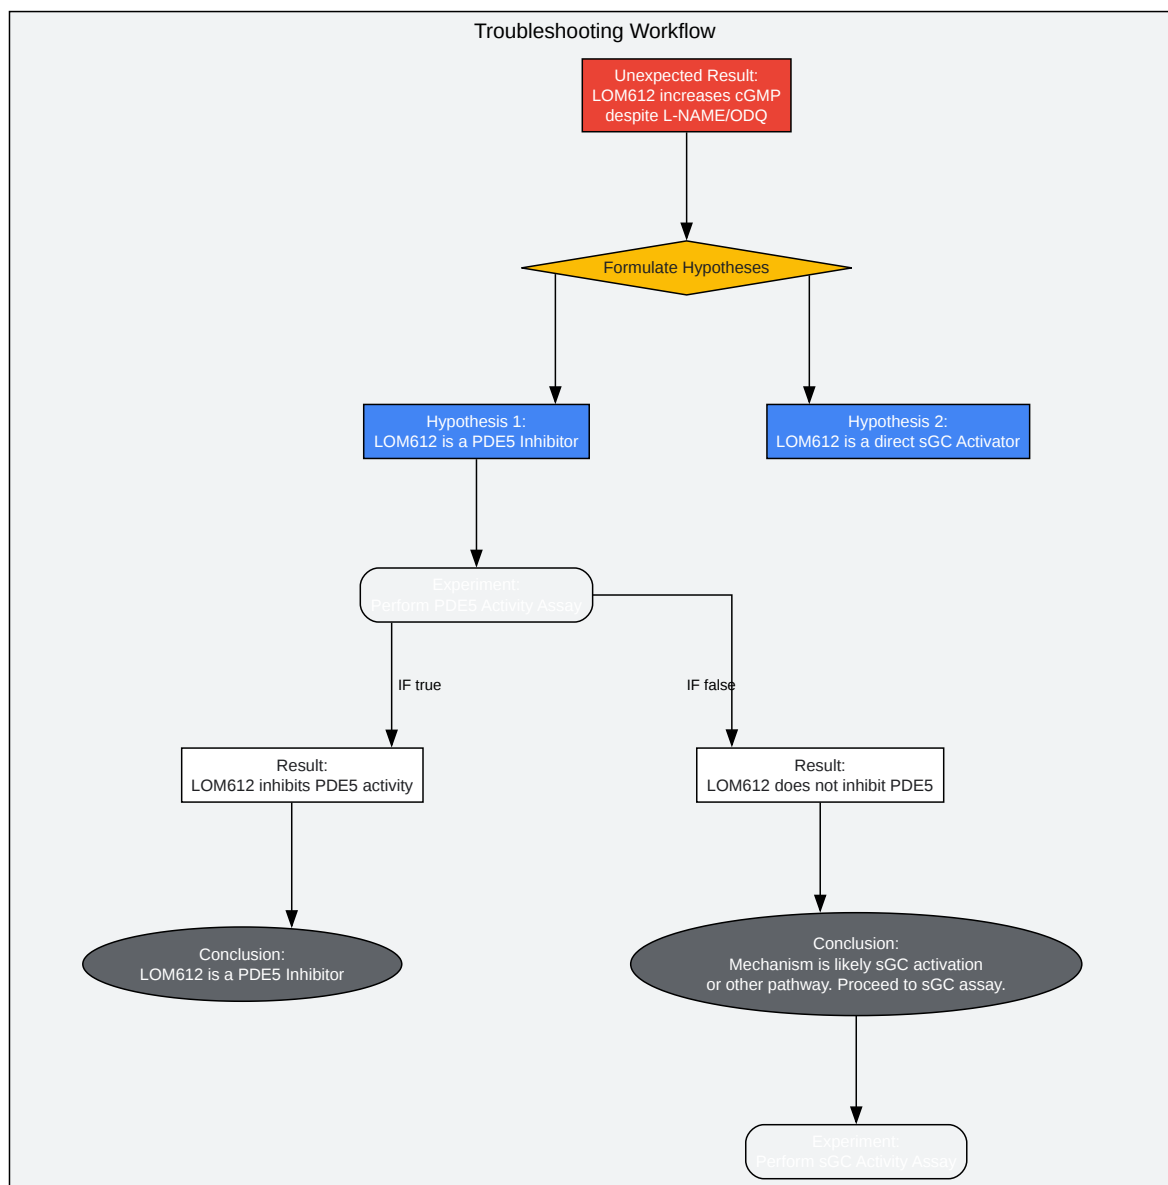 Troubleshooting Workflow
Unexpected Result:
LOM612 increases cGMP
despite L-NAME/ODQ
Formulate Hypotheses
Hypothesis 1:
LOM612 is a PDE5 Inhibitor
Hypothesis 2:
LOM612 is a direct sGC Activator
Experiment:
Perform PDE5 Activity Assay
IF true
IF false
Result:
LOM612 inhibits PDE5 activity
Result:
LOM612 does not inhibit PDE5
Conclusion:
LOM612 is a PDE5 Inhibitor
Conclusion:
Mechanism is likely sGC activation
or other pathway. Proceed to sGC assay.
Experiment:
Perform sGC Activity Assay